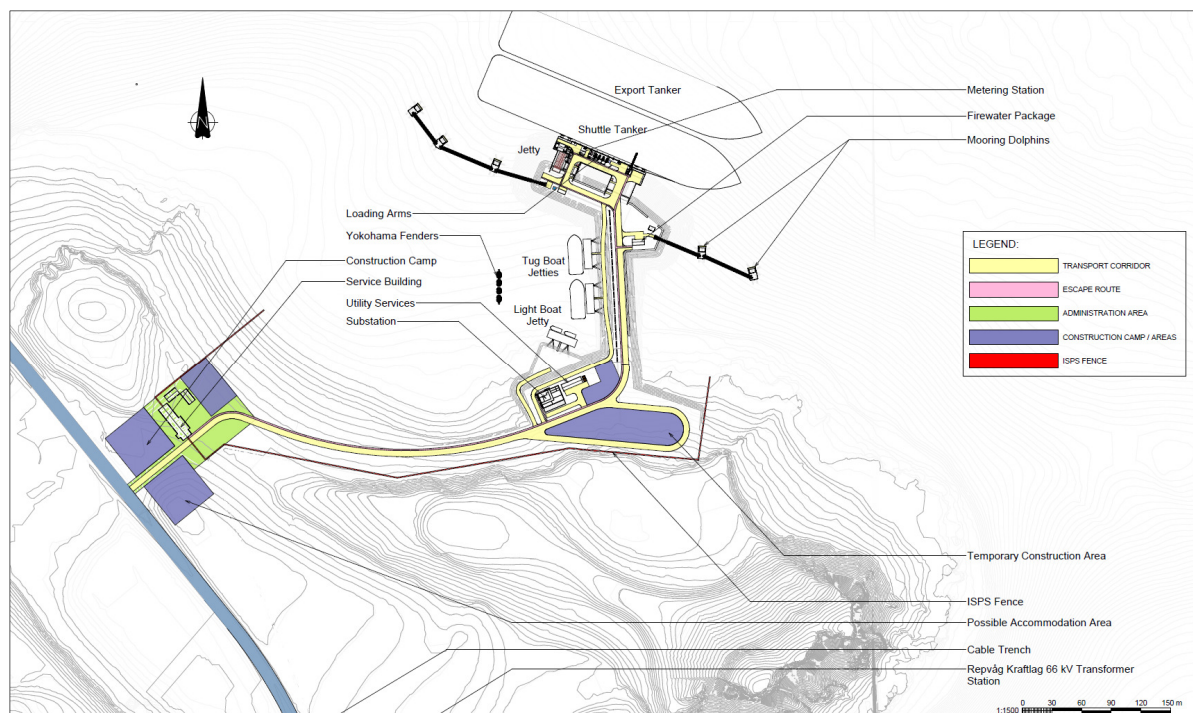 Export Tanker
Shuttle Tanker
Jetty
Metering Station
Firewater Package
Mooring Dolphins
N
Loading Arms
Yokohama Fenders
Construction Camp
Service Building
Utility Services
Substation
Tug Boat
Jetties
Light Boat
Jetty
LEGEND:
TRANSPORT CORRIDOR
ESCAPE ROUTE
ADMINISTRATION AREA
CONSTRUCTION CAMP / AREAS
ISPS FENCE
Temporary Construction Area
ISPS Fence
Possible Accommodation Area
Cable Trench
Repvåg Kraftlag 66 kV Transformer
Station
0 30 60 90 120 150 m
1:1500